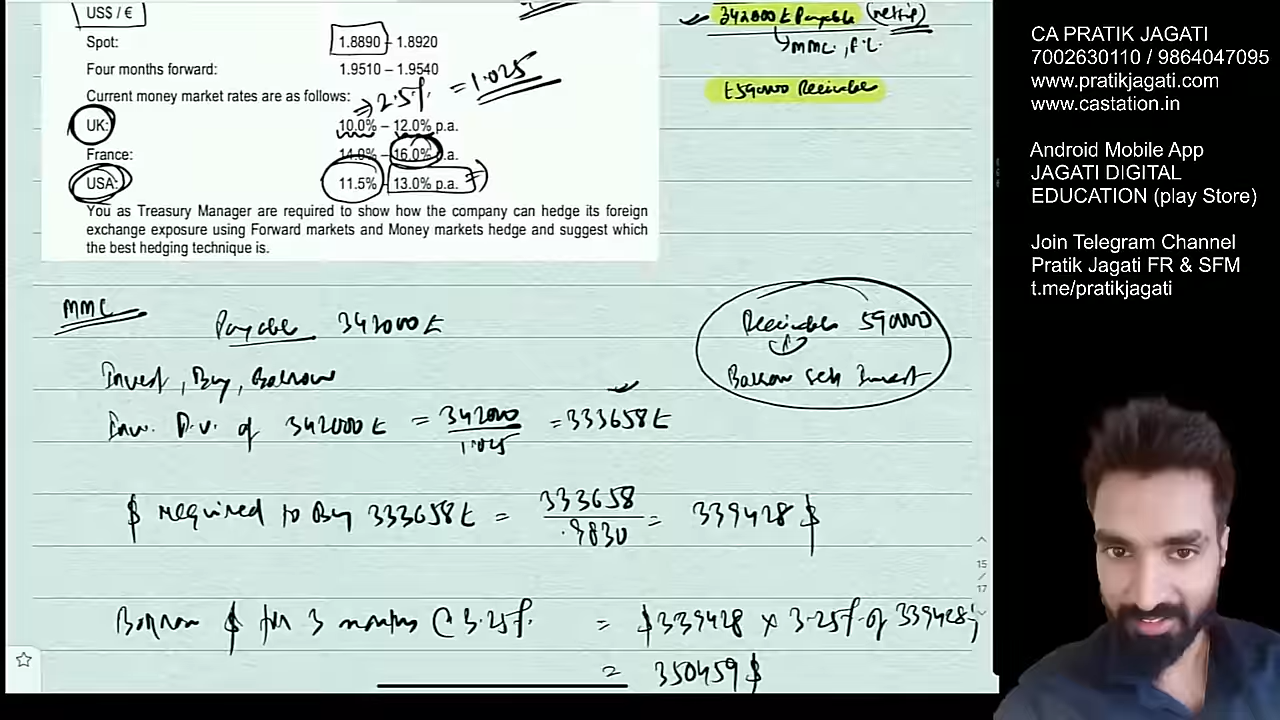 US$ / €
Spot: 1.8890 – 1.8920
Four months forward: 1.9510 – 1.9540
Current money market rates are as follows:
⇒ 2.5% = 1.025
UK: 10.0% – 12.0% p.a.
France: 14.0% – 16.0% p.a.
USA: 11.5% – 13.0% p.a. ⇒
You as Treasury Manager are required to show how the company can hedge its foreign
exchange exposure using Forward markets and Money markets hedge and suggest which
the best hedging technique is.
342000 £ Payable
MMC, F.C.
£59000 Receivable
MMC
Payable 342000 £
Invest, Buy, Borrow
Inv. P.V. of 342000 £ = 342000 / 1.025 = 333658 £
Receivable 59000
Borrow Sell Invest
$ required to Buy 333658 £ = 333658 / .9830 = 339428 $
Borrow $ for 3 months @ 3.25% = $339428 × 3.25% of 339428
= 350459 $
15
/
17
CA PRATIK JAGATI
7002630110 / 9864047095
www.pratikjagati.com
www.castation.in
Android Mobile App
JAGATI DIGITAL
EDUCATION (play Store)
Join Telegram Channel
Pratik Jagati FR & SFM
t.me/pratikjagati